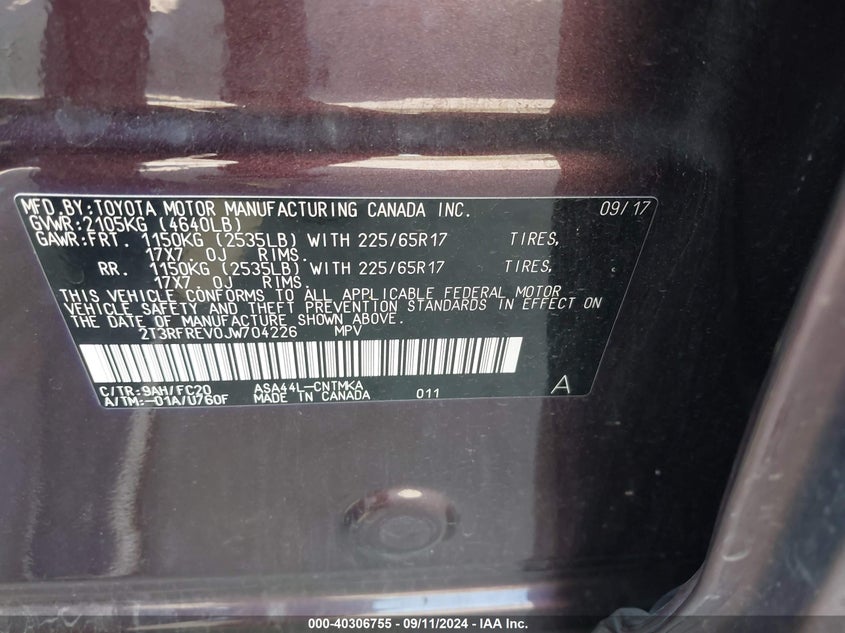 MFD.BY:TOYOTA MOTOR MANUFACTURING CANADA INC. 09/17
GVWR:2105KG (4640LB)
GAWR:FRT. 1150KG (2535LB) WITH 225/65R17 TIRES,
17X7.0J RIMS.
RR. 1150KG (2535LB) WITH 225/65R17 TIRES,
17X7.0J RIMS.
THIS VEHICLE CONFORMS TO ALL APPLICABLE FEDERAL MOTOR
VEHICLE SAFETY AND THEFT PREVENTION STANDARDS IN EFFECT ON
THE DATE OF MANUFACTURE SHOWN ABOVE.
2T3RFREV0JW704226 MPV
C/TR:9AH/FC20 ASA44L-CNTMKA
A/TM:-01A/U760F MADE IN CANADA 011 A
000-40306755 - 09/11/2024 - IAA Inc.